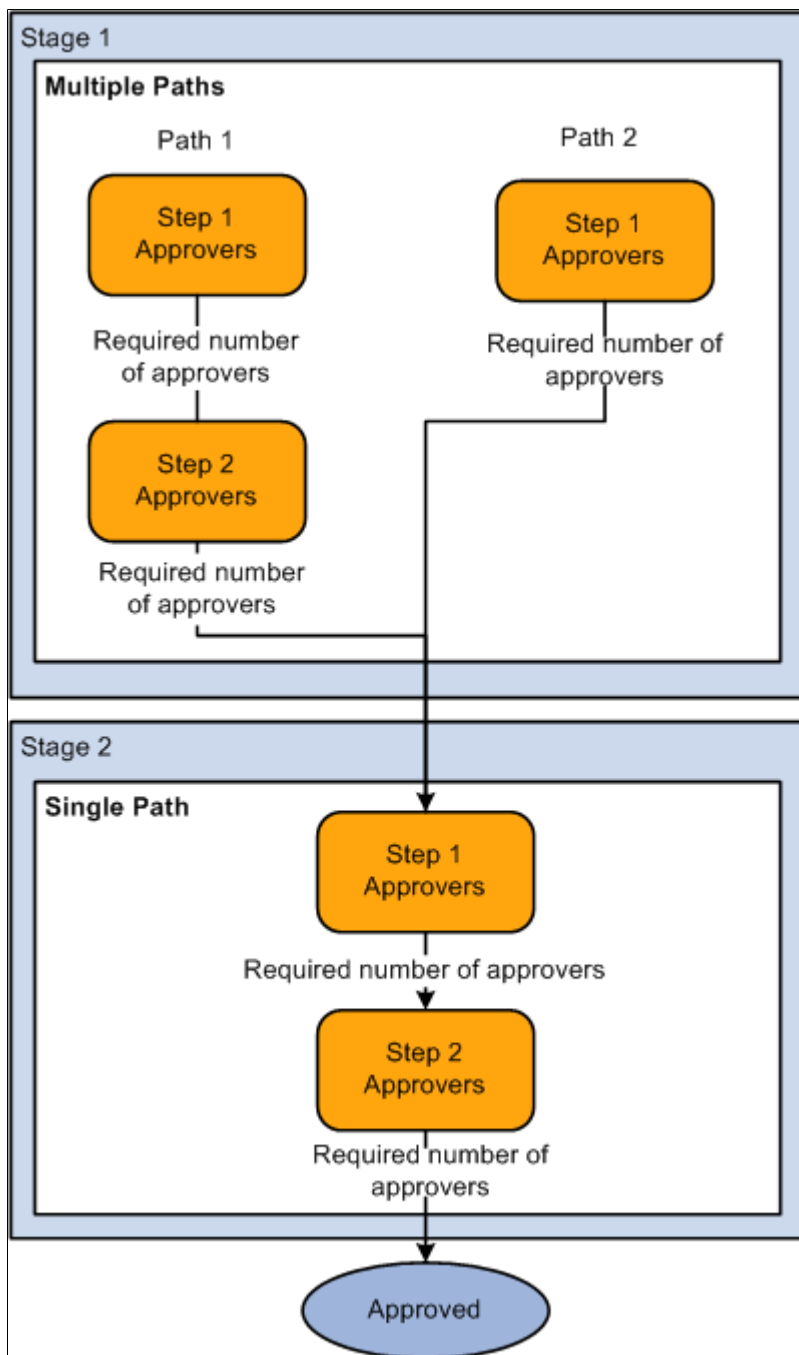 Stage 1
Multiple Paths
Path 1
Path 2
Step 1
Approvers
Step 1
Approvers
Required number
of approvers
Required number of
approvers
Step 2
Approvers
Required number
of approvers
Stage 2
Single Path
Step 1
Approvers
Required number of approvers
Step 2
Approvers
Required number of
approvers
Approved